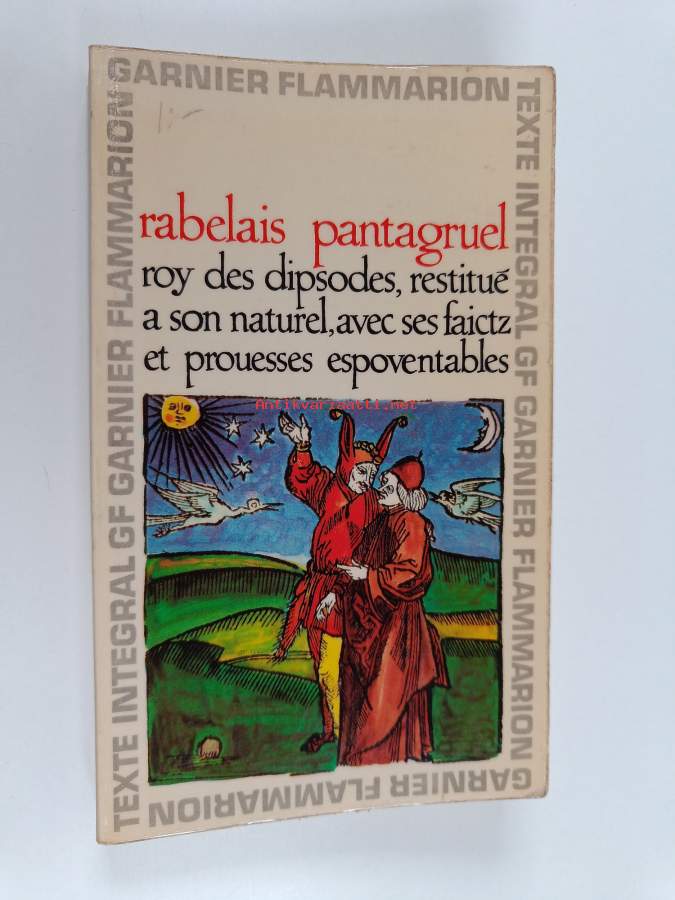 GARNIER FLAMMARION
TEXTE INTEGRAL GF GARNIER FLAMMARION
GARNIER FLAMMARION
TEXTE INTEGRAL GF GARNIER FLAMMARION
rabelais pantagruel
roy des dipsodes, restitué
a son naturel, avec ses faictz
et prouesses espoventables
Antikvariaatti.net